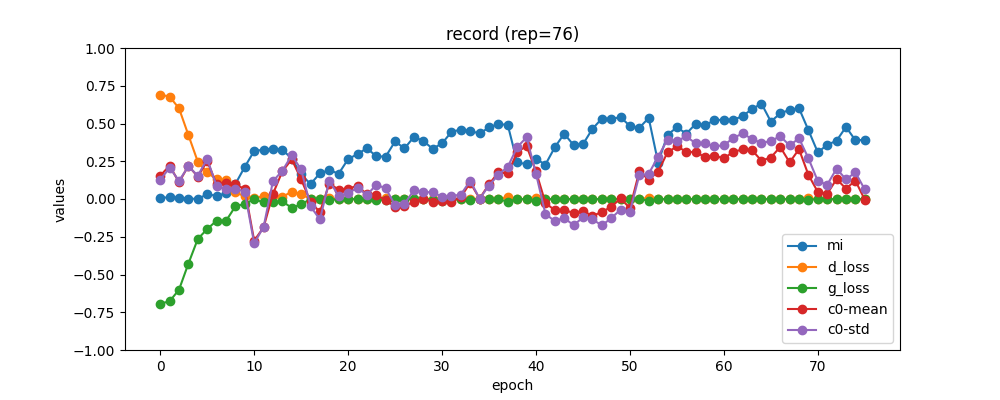 record (rep=76)
1.00
0.75
0.50
0.25
0.00
−0.25
−0.50
−0.75
−1.00
values
mi
d_loss
g_loss
c0-mean
c0-std
0 10 20 30 40 50 60 70
epoch